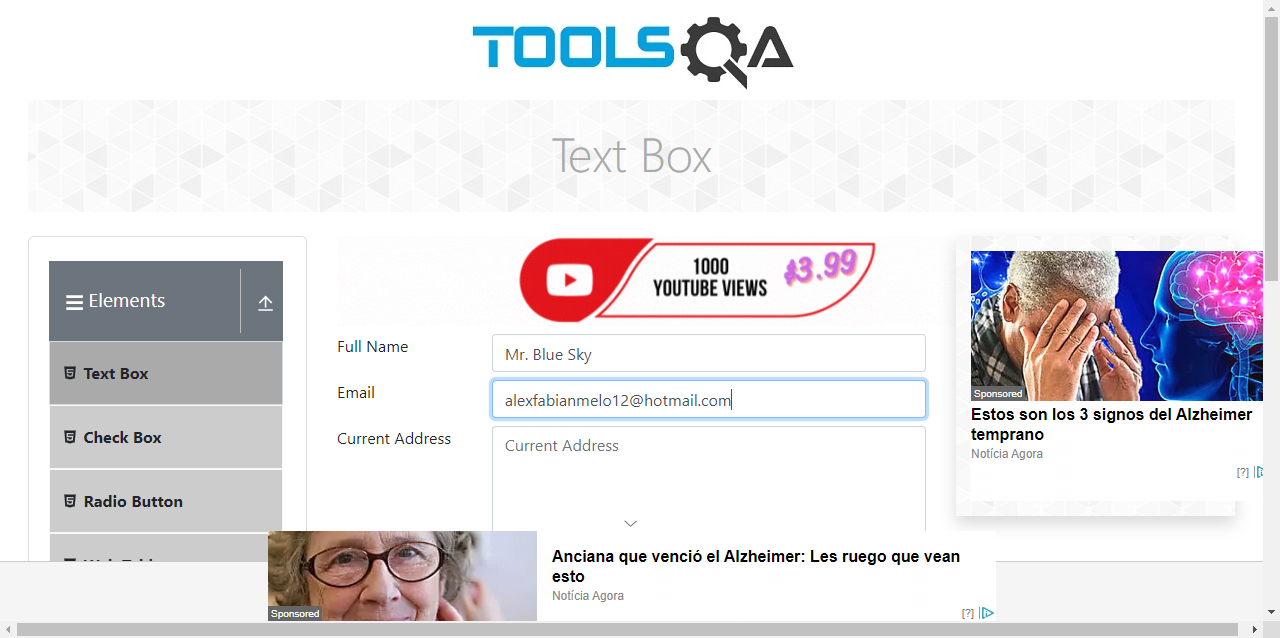 TOOLSQA
Text Box
Elements
Text Box
Check Box
Radio Button
1000
YOUTUBE VIEWS
$3.99
Full Name
Mr. Blue Sky
Email
alexfabianmelo12@hotmail.com
Current Address
Current Address
Sponsored
Estos son los 3 signos del Alzheimer
temprano
Notícia Agora
[?]
Sponsored
Anciana que venció el Alzheimer: Les ruego que vean
esto
Notícia Agora
[?]